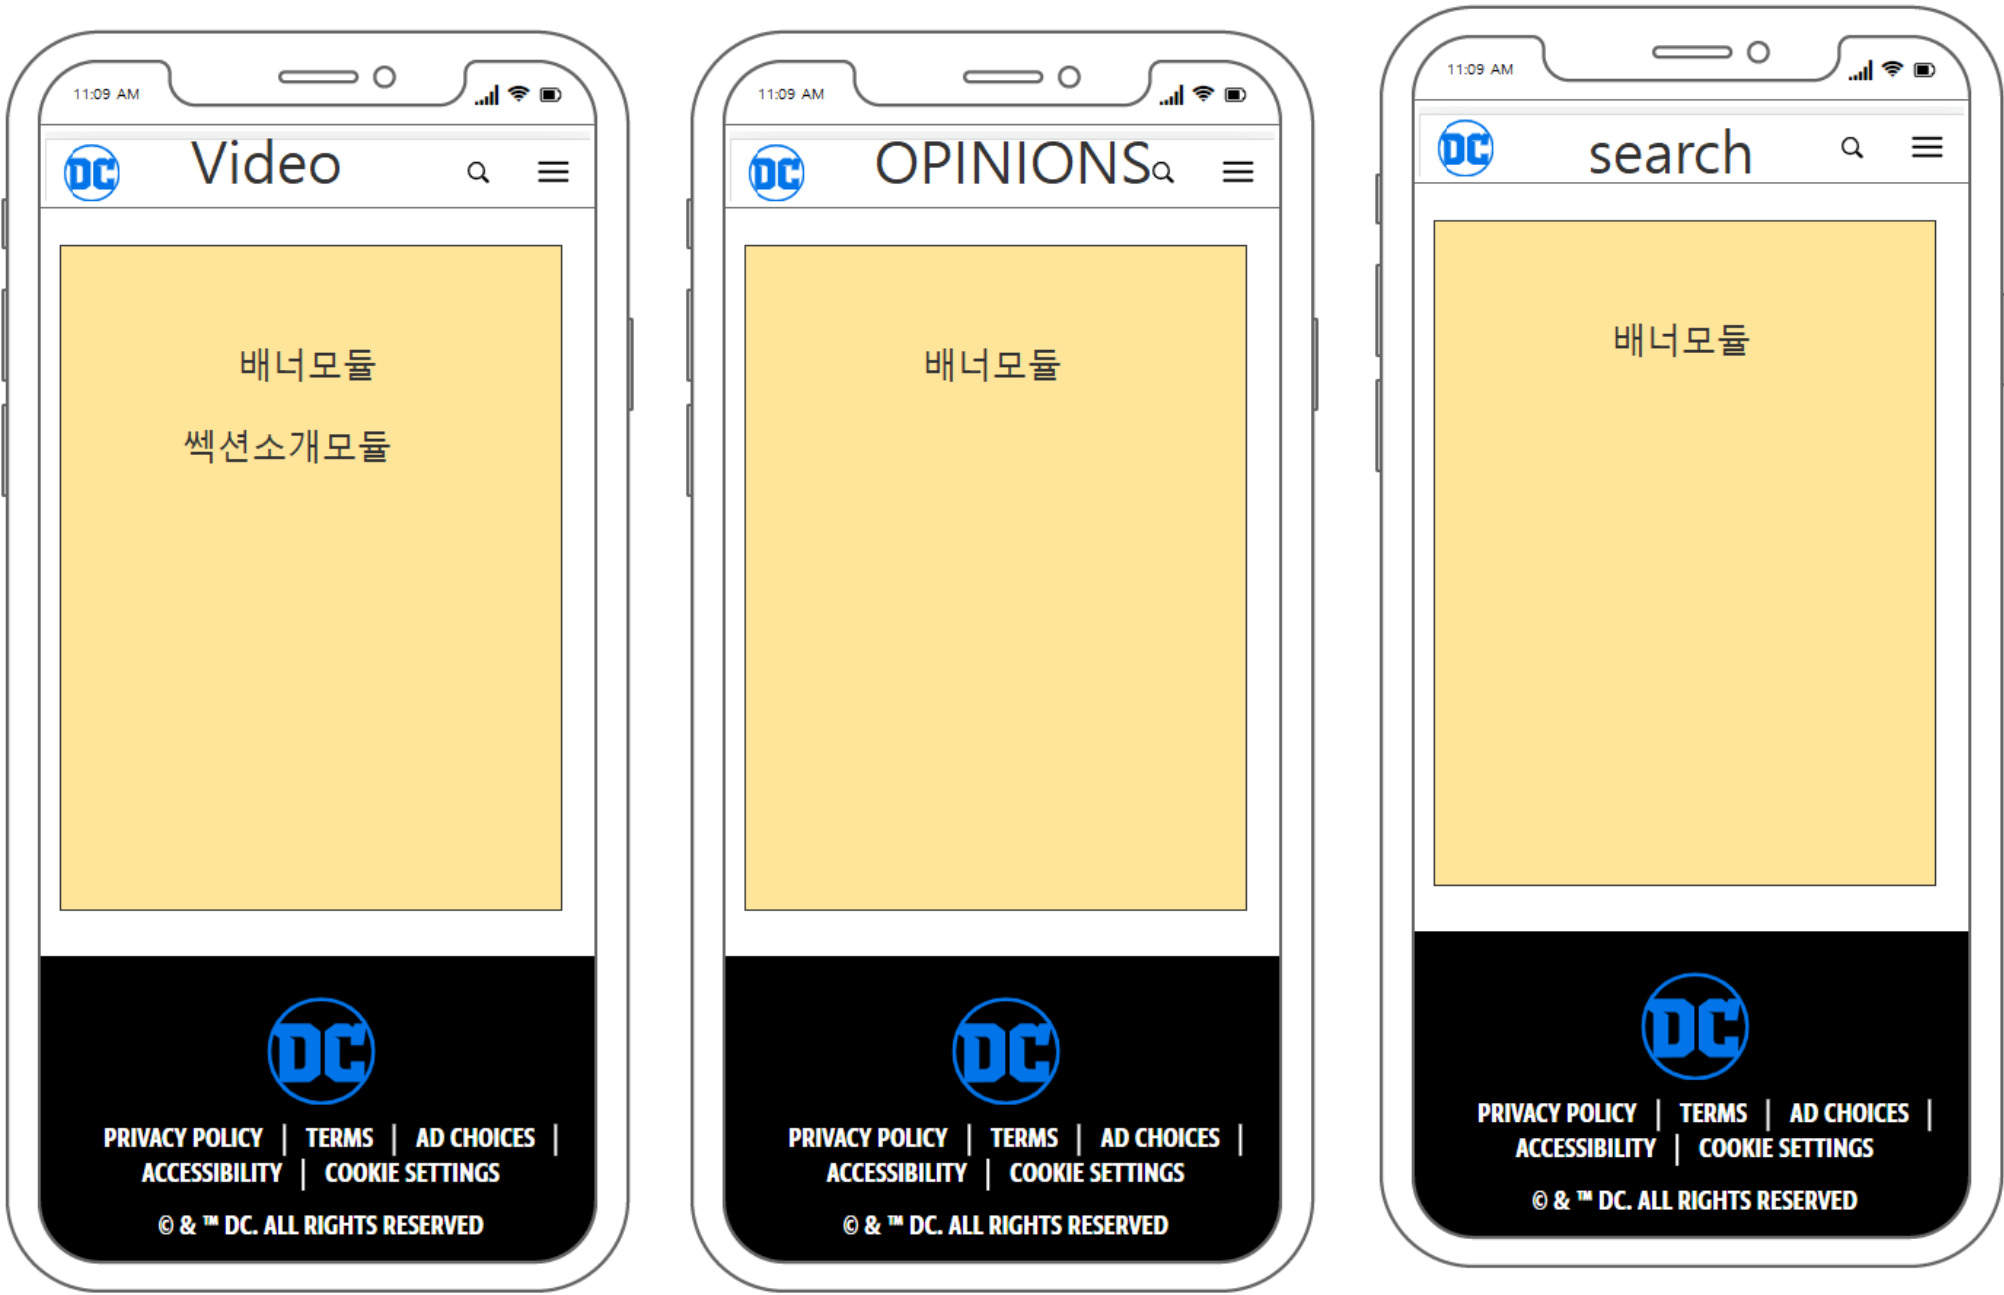 11:09 AM
DC
Video
배너모듈
쎅션소개모듈
DC
PRIVACY POLICY | TERMS | AD CHOICES |
ACCESSIBILITY | COOKIE SETTINGS
© & ™ DC. ALL RIGHTS RESERVED
11:09 AM
DC
OPINIONS
배너모듈
DC
PRIVACY POLICY | TERMS | AD CHOICES |
ACCESSIBILITY | COOKIE SETTINGS
© & ™ DC. ALL RIGHTS RESERVED
11:09 AM
DC
search
배너모듈
DC
PRIVACY POLICY | TERMS | AD CHOICES |
ACCESSIBILITY | COOKIE SETTINGS
© & ™ DC. ALL RIGHTS RESERVED